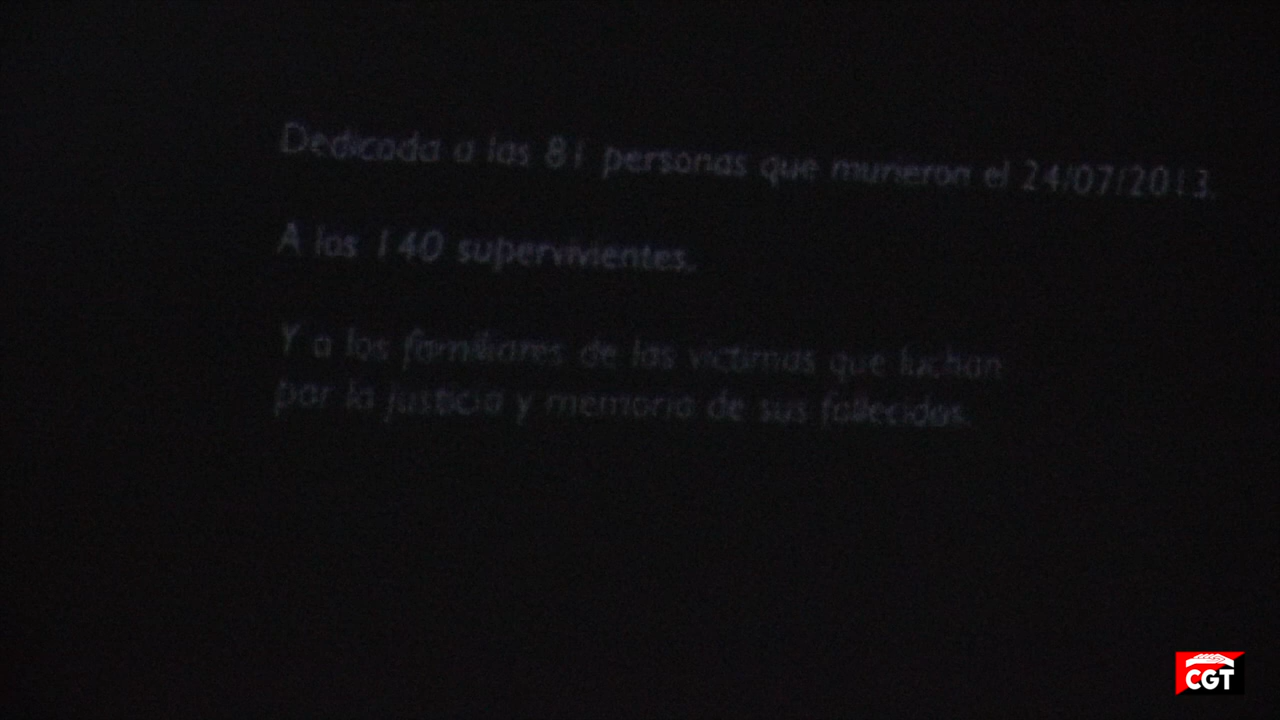 Dedicada a las 81 personas que murieron el 24/07/2013.
A los 140 supervivientes.
Y a los familiares de las víctimas que luchan
por la justicia y memoria de sus fallecidos.
CGT